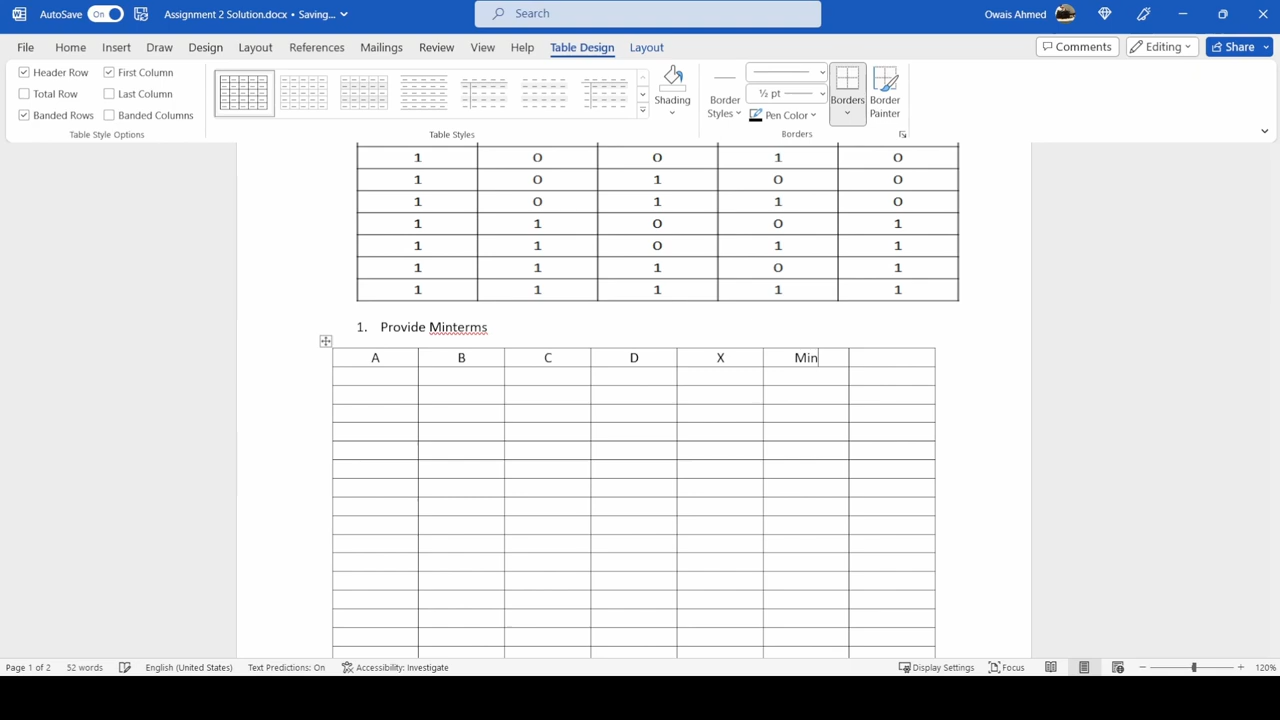 AutoSave On Assignment 2 Solution.docx • Saving... Search Owais Ahmed
File Home Insert Draw Design Layout References Mailings Review View Help Table Design Layout Comments Editing Share
Header Row First Column
Total Row Last Column
Banded Rows Banded Columns
Table Style Options
Table Styles
Shading
Border Styles
½ pt
Pen Color
Borders
Border Painter
Borders
1 0 0 1 0
1 0 1 0 0
1 0 1 1 0
1 1 0 0 1
1 1 0 1 1
1 1 1 0 1
1 1 1 1 1
1. Provide Minterms
A B C D X Min
Page 1 of 2 52 words English (United States) Text Predictions: On Accessibility: Investigate Display Settings Focus 120%